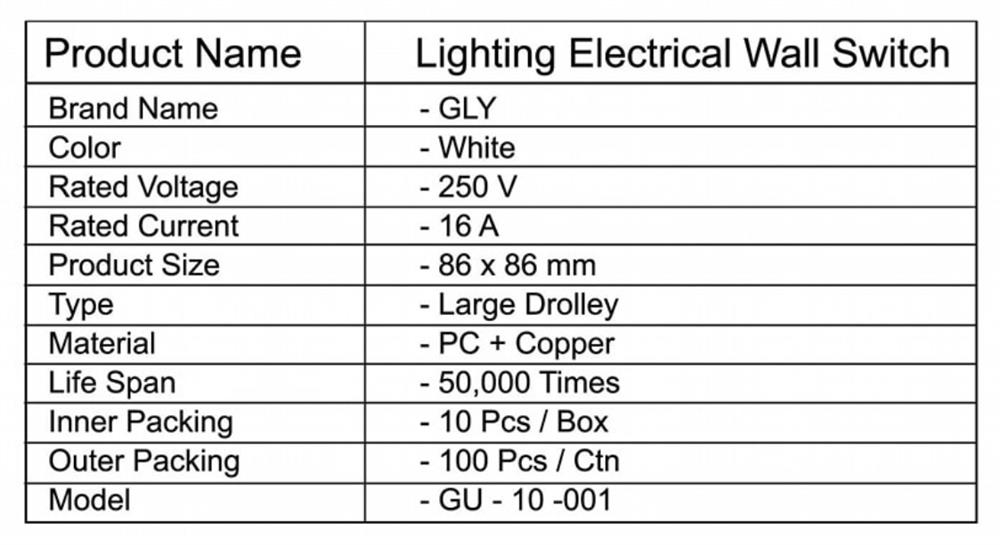 Product Name Lighting Electrical Wall Switch
Brand Name - GLY
Color - White
Rated Voltage - 250 V
Rated Current - 16 A
Product Size - 86 x 86 mm
Type - Large Drolley
Material - PC + Copper
Life Span - 50,000 Times
Inner Packing - 10 Pcs / Box
Outer Packing - 100 Pcs / Ctn
Model - GU - 10 -001